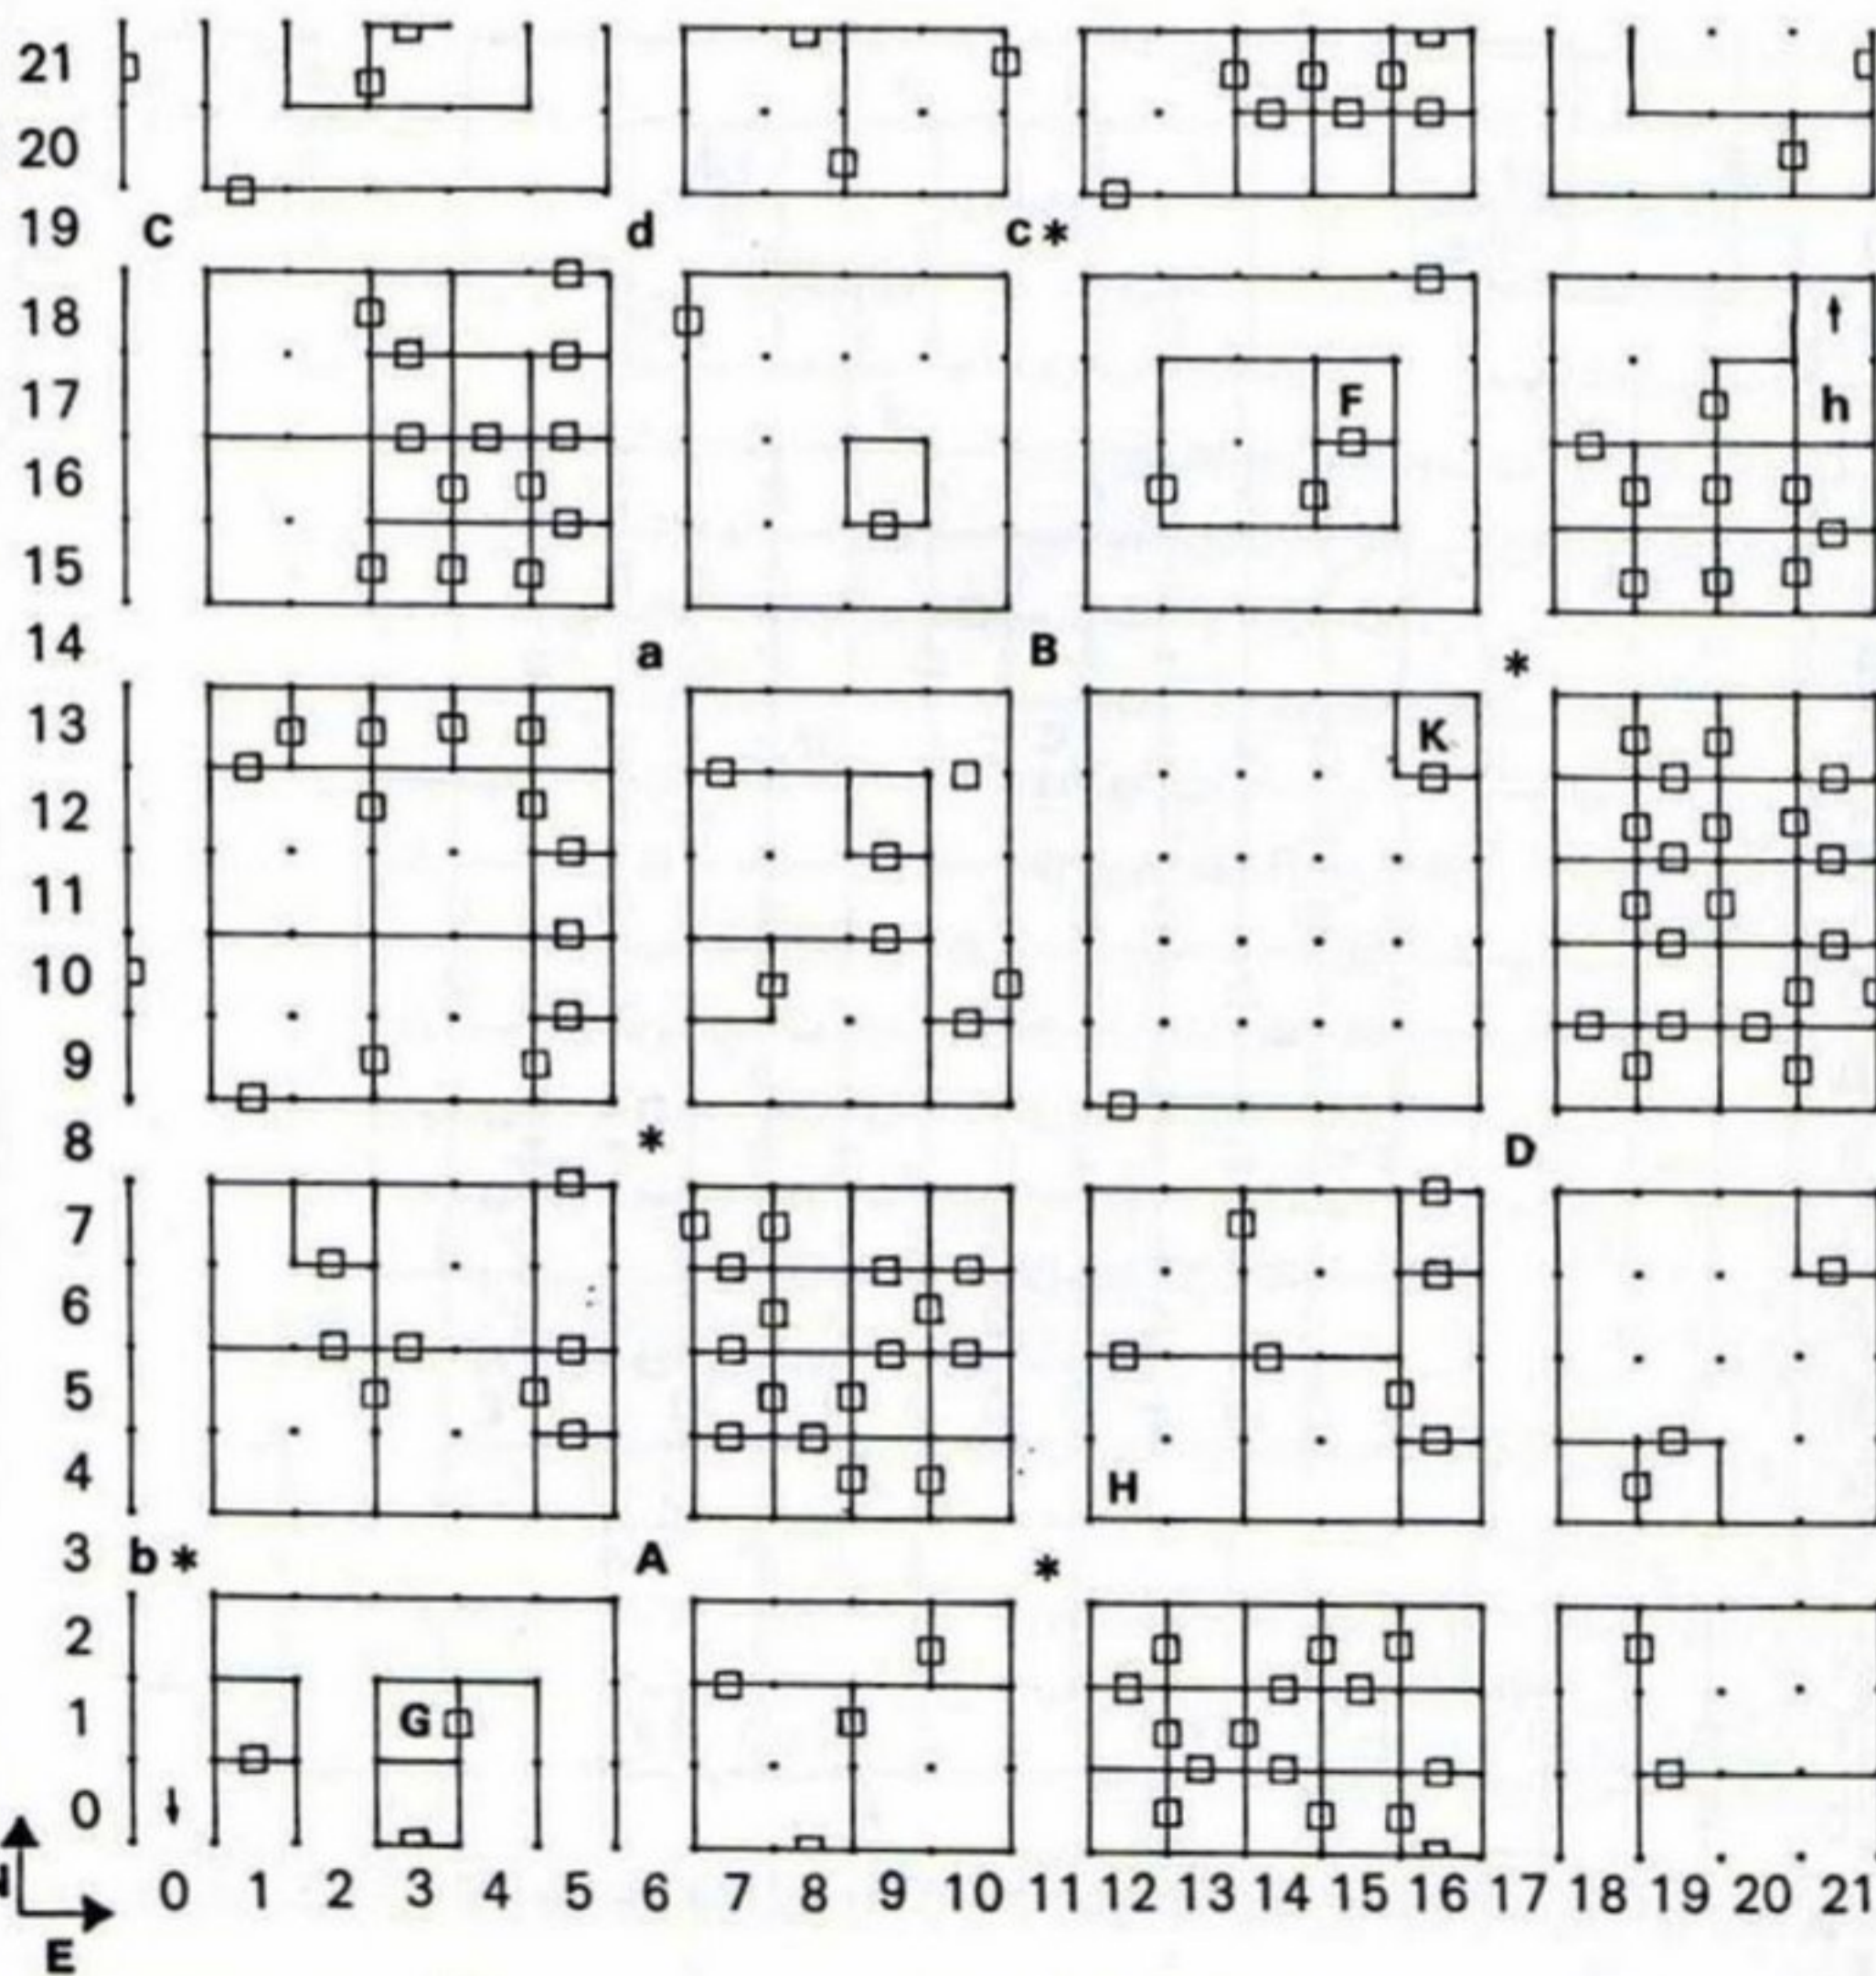 21
20
19 C d c *
18 ↑
17 F h
16
15
14 a B *
13 K
12
11
10
9
8 * D
7
6
5
4 H
3 b * A *
2
1 G
0 ↓
N 0 1 2 3 4 5 6 7 8 9 10 11 12 13 14 15 16 17 18 19 20 21
E